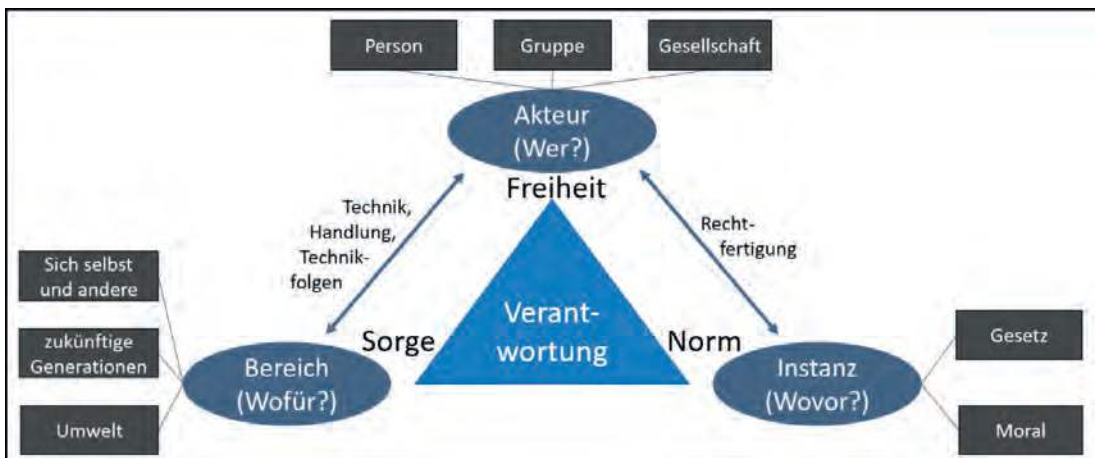 Person
Gruppe
Gesellschaft
Akteur
(Wer?)
Freiheit
Technik,
Handlung,
Technik-
folgen
Recht-
fertigung
Sich selbst
und andere
zukünftige
Generationen
Umwelt
Bereich
(Wofür?)
Sorge
Verant-
wortung
Norm
Instanz
(Wovor?)
Gesetz
Moral